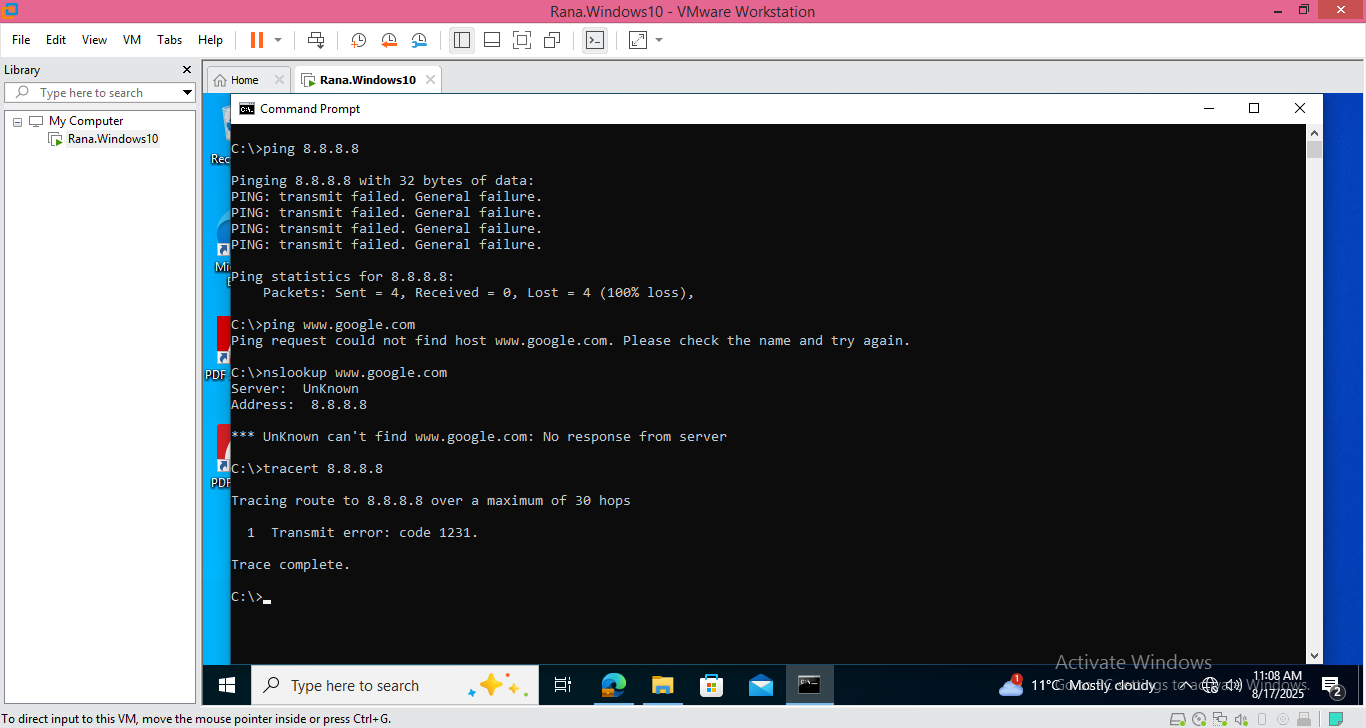 Rana.Windows10 - VMware Workstation
File Edit View VM Tabs Help
Library
Type here to search
My Computer
Rana.Windows10
Home
Rana.Windows10
Command Prompt
C:\>ping 8.8.8.8
Pinging 8.8.8.8 with 32 bytes of data:
PING: transmit failed. General failure.
PING: transmit failed. General failure.
PING: transmit failed. General failure.
PING: transmit failed. General failure.
Ping statistics for 8.8.8.8:
Packets: Sent = 4, Received = 0, Lost = 4 (100% loss),
C:\>ping www.google.com
Ping request could not find host www.google.com. Please check the name and try again.
C:\>nslookup www.google.com
Server: UnKnown
Address: 8.8.8.8
*** UnKnown can't find www.google.com: No response from server
C:\>tracert 8.8.8.8
Tracing route to 8.8.8.8 over a maximum of 30 hops
1 Transmit error: code 1231.
Trace complete.
C:\>
Rec
Mi
E
PDF
PDF
Activate Windows
Type here to search
1
11°C Mostly cloudy
11:08 AM
8/17/2025
2
To direct input to this VM, move the mouse pointer inside or press Ctrl+G.